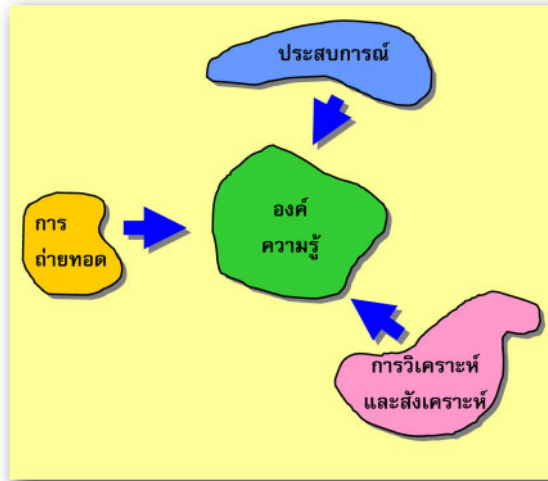 ประสบการณ์
องค์
ความรู้
การ
ถ่ายทอด
การวิเคราะห์
และสังเคราะห์